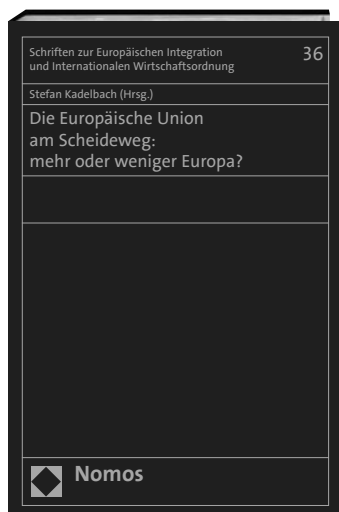 Schriften zur Europäischen Integration
und Internationalen Wirtschaftsordnung
36
Stefan Kadelbach (Hrsg.)
Die Europäische Union
am Scheideweg:
mehr oder weniger Europa?
Nomos